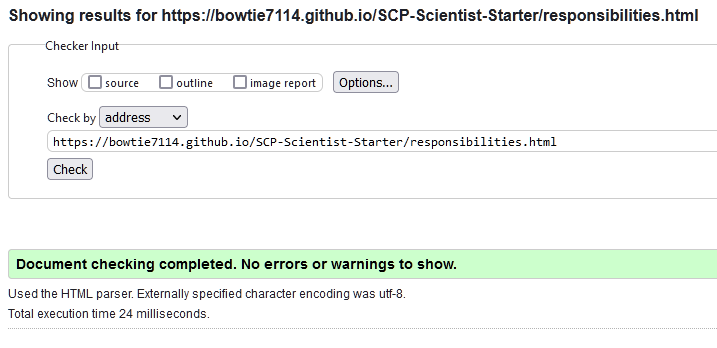 Showing results for https://bowtie7114.github.io/SCP-Scientist-Starter/responsibilities.html
Checker Input
Show source outline image report Options...
Check by address
https://bowtie7114.github.io/SCP-Scientist-Starter/responsibilities.html
Check
Document checking completed. No errors or warnings to show.
Used the HTML parser. Externally specified character encoding was utf-8.
Total execution time 24 milliseconds.